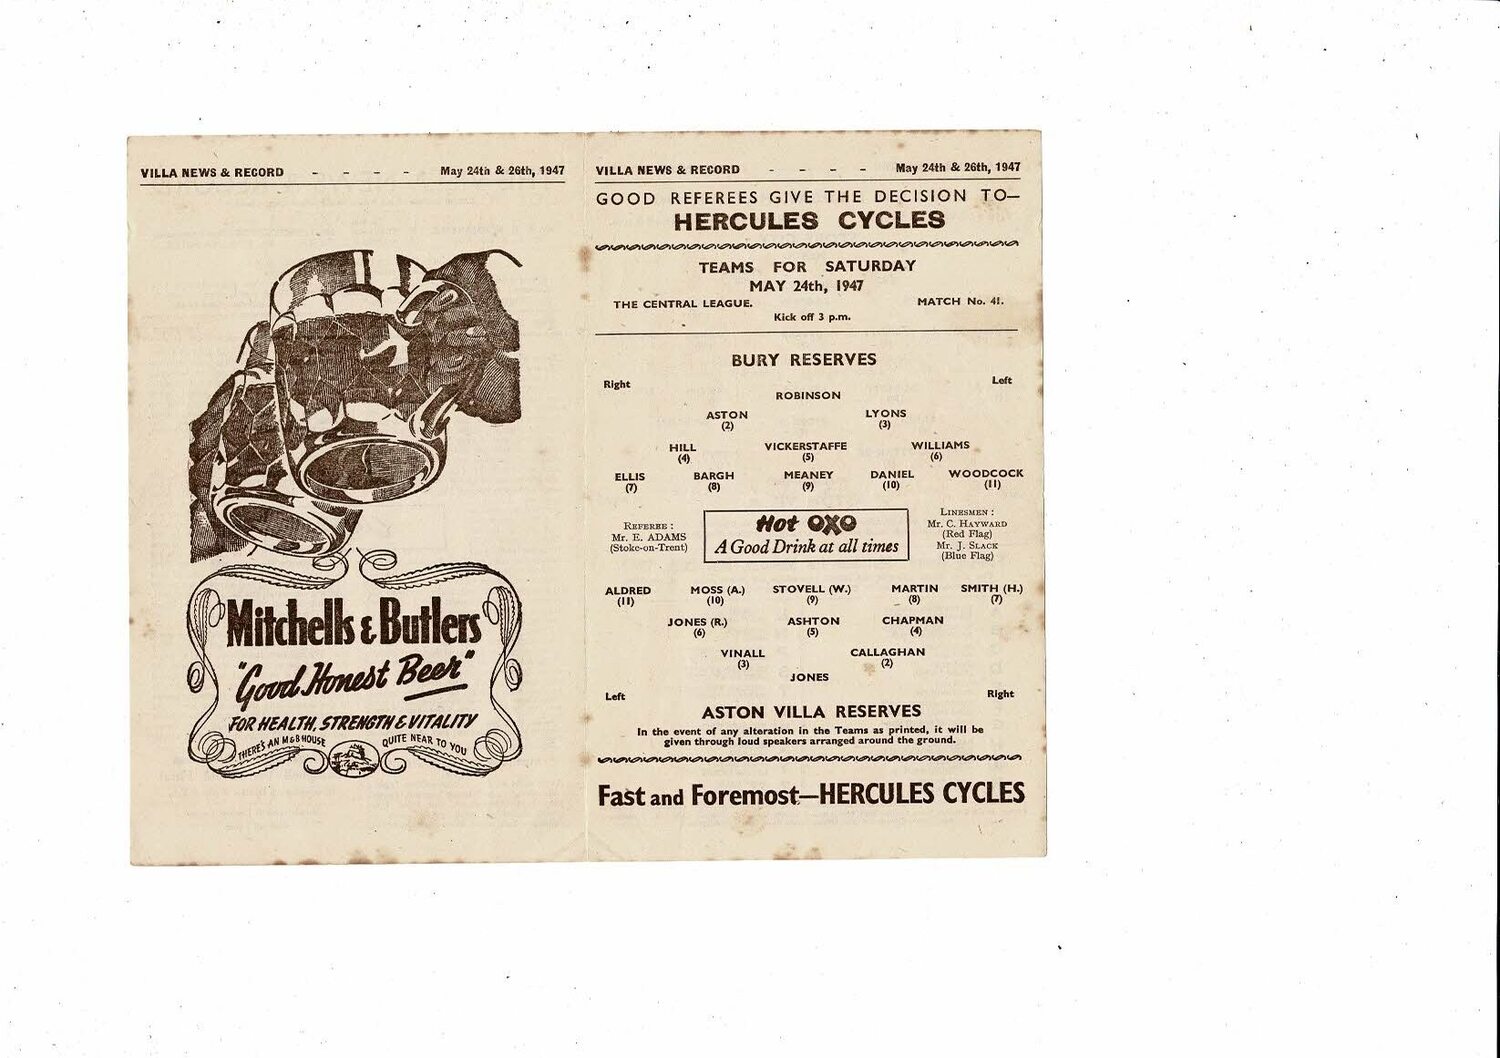 VILLA NEWS & RECORD - - - - May 24th & 26th, 1947
Mitchells & Butlers
"Good Honest Beer"
FOR HEALTH, STRENGTH & VITALITY
THERE'S AN M&B HOUSE QUITE NEAR TO YOU
VILLA NEWS & RECORD - - - - May 24th & 26th, 1947
GOOD REFEREES GIVE THE DECISION TO—
HERCULES CYCLES
TEAMS FOR SATURDAY
MAY 24th, 1947
THE CENTRAL LEAGUE. MATCH No. 41.
Kick off 3 p.m.
BURY RESERVES
Right Left
ROBINSON
ASTON LYONS
(2) (3)
HILL VICKERSTAFFE WILLIAMS
(4) (5) (6)
ELLIS BARGH MEANEY DANIEL WOODCOCK
(7) (8) (9) (10) (11)
REFEREE :
Mr. E. ADAMS
(Stoke-on-Trent)
Hot OXO
A Good Drink at all times
LINESMEN :
Mr. C. HAYWARD
(Red Flag)
Mr. J. SLACK
(Blue Flag)
ALDRED MOSS (A.) STOVELL (W.) MARTIN SMITH (H.)
(11) (10) (9) (8) (7)
JONES (R.) ASHTON CHAPMAN
(6) (5) (4)
VINALL CALLAGHAN
(3) (2)
JONES
Left Right
ASTON VILLA RESERVES
In the event of any alteration in the Teams as printed, it will be
given through loud speakers arranged around the ground.
Fast and Foremost—HERCULES CYCLES